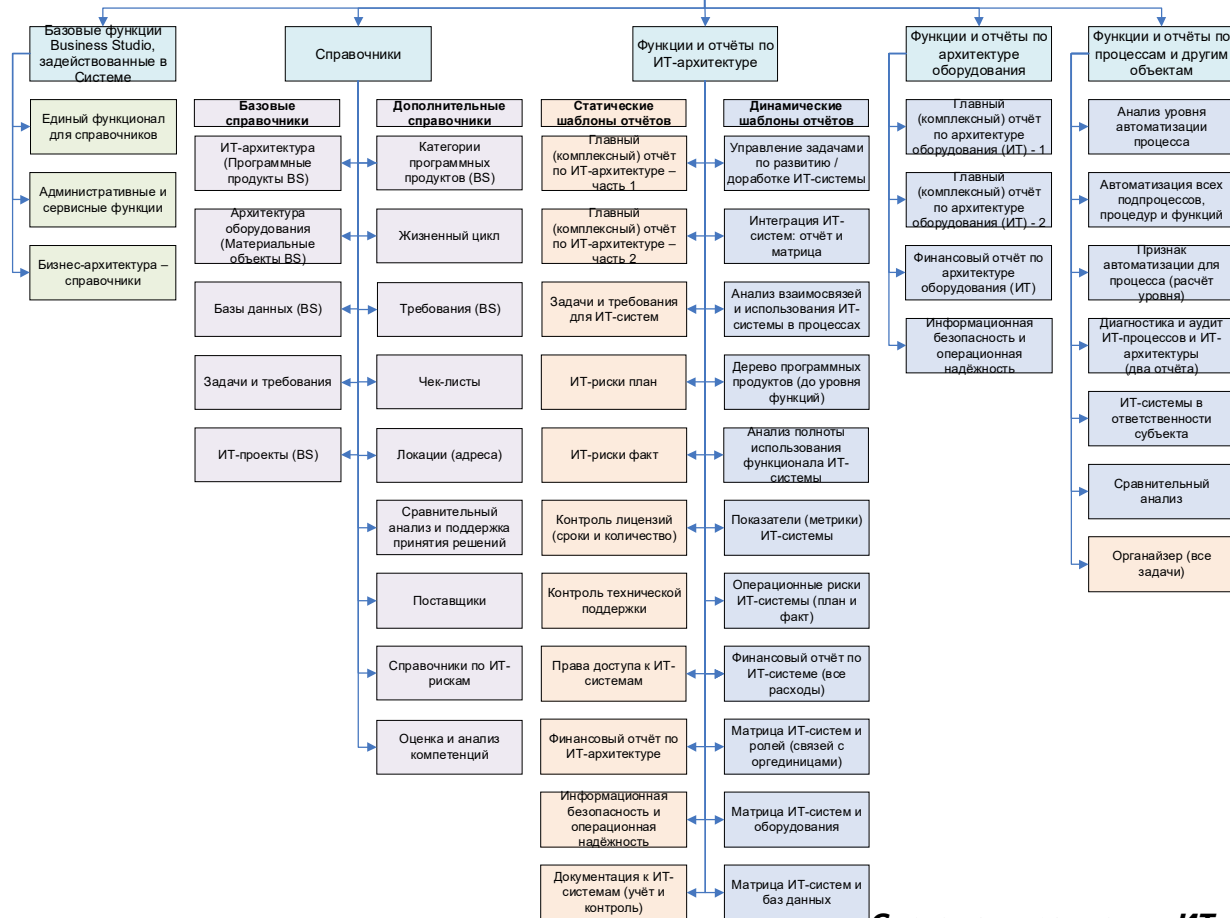 Базовые функции
Business Studio,
задействованные в
Системе
Единый функционал
для справочников
Административные и
сервисные функции
Бизнес-архитектура –
справочники
Справочники
Базовые
справочники
ИТ-архитектура
(Программные
продукты BS)
Архитектура
оборудования
(Материальные
объекты BS)
Базы данных (BS)
Задачи и требования
ИТ-проекты (BS)
Дополнительные
справочники
Категории
программных
продуктов (BS)
Жизненный цикл
Требования (BS)
Чек-листы
Локации (адреса)
Сравнительный
анализ и поддержка
принятия решений
Поставщики
Справочники по ИТ-
рискам
Оценка и анализ
компетенций
Функции и отчёты по
ИТ-архитектуре
Статические
шаблоны отчётов
Главный
(комплексный) отчёт
по ИТ-архитектуре –
часть 1
Главный
(комплексный) отчёт
по ИТ-архитектуре –
часть 2
Задачи и требования
для ИТ-систем
ИТ-риски план
ИТ-риски факт
Контроль лицензий
(сроки и количество)
Контроль технической
поддержки
Права доступа к ИТ-
системам
Финансовый отчёт по
ИТ-архитектуре
Информационная
безопасность и
операционная
надёжность
Документация к ИТ-
системам (учёт и
контроль)
Динамические
шаблоны отчётов
Управление задачами
по развитию /
доработке ИТ-системы
Интеграция ИТ-
систем: отчёт и
матрица
Анализ взаимосвязей
и использования ИТ-
системы в процессах
Дерево программных
продуктов (до уровня
функций)
Анализ полноты
использования
функционала ИТ-
системы
Показатели (метрики)
ИТ-системы
Операционные риски
ИТ-системы (план и
факт)
Финансовый отчёт по
ИТ-системе (все
расходы)
Матрица ИТ-систем и
ролей (связей с
оргединицами)
Матрица ИТ-систем и
оборудования
Матрица ИТ-систем и
баз данных
Функции и отчёты по
архитектуре
оборудования
Главный
(комплексный) отчёт
по архитектуре
оборудования (ИТ) - 1
Главный
(комплексный) отчёт
по архитектуре
оборудования (ИТ) - 2
Финансовый отчёт по
архитектуре
оборудования (ИТ)
Информационная
безопасность и
операционная
надёжность
Функции и отчёты по
процессам и другим
объектам
Анализ уровня
автоматизации
процесса
Автоматизация всех
подпроцессов,
процедур и функций
Признак
автоматизации для
процесса (расчёт
уровня)
Диагностика и аудит
ИТ-процессов и ИТ-
архитектуры
(два отчёта)
ИТ-системы в
ответственности
субъекта
Сравнительный
анализ
Органайзер (все
задачи)